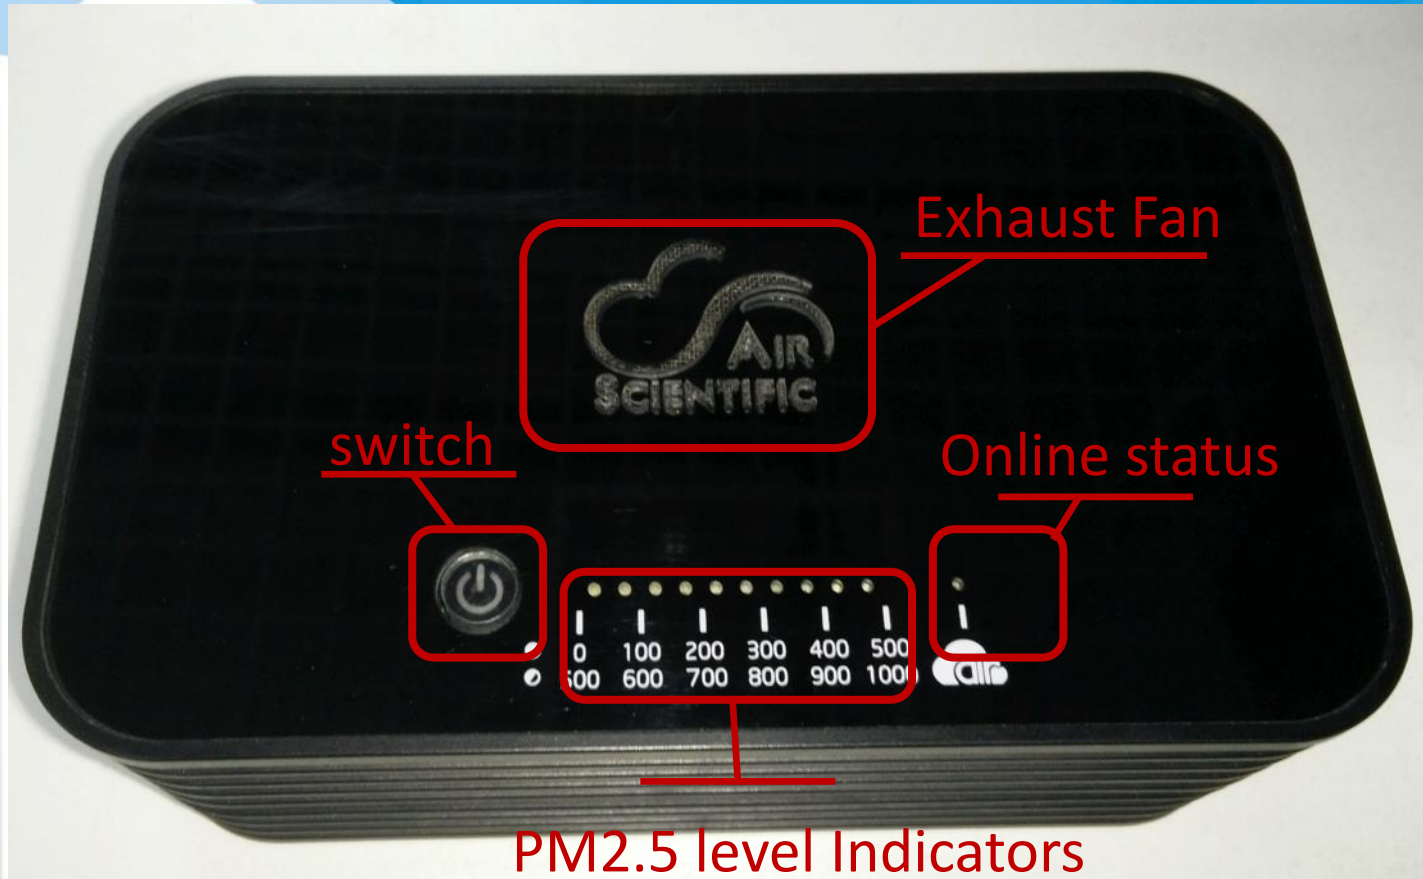 Exhaust Fan
AIR
SCIENTIFIC
switch
Online status
0 100 200 300 400 500
500 600 700 800 900 1000
air
PM2.5 level Indicators